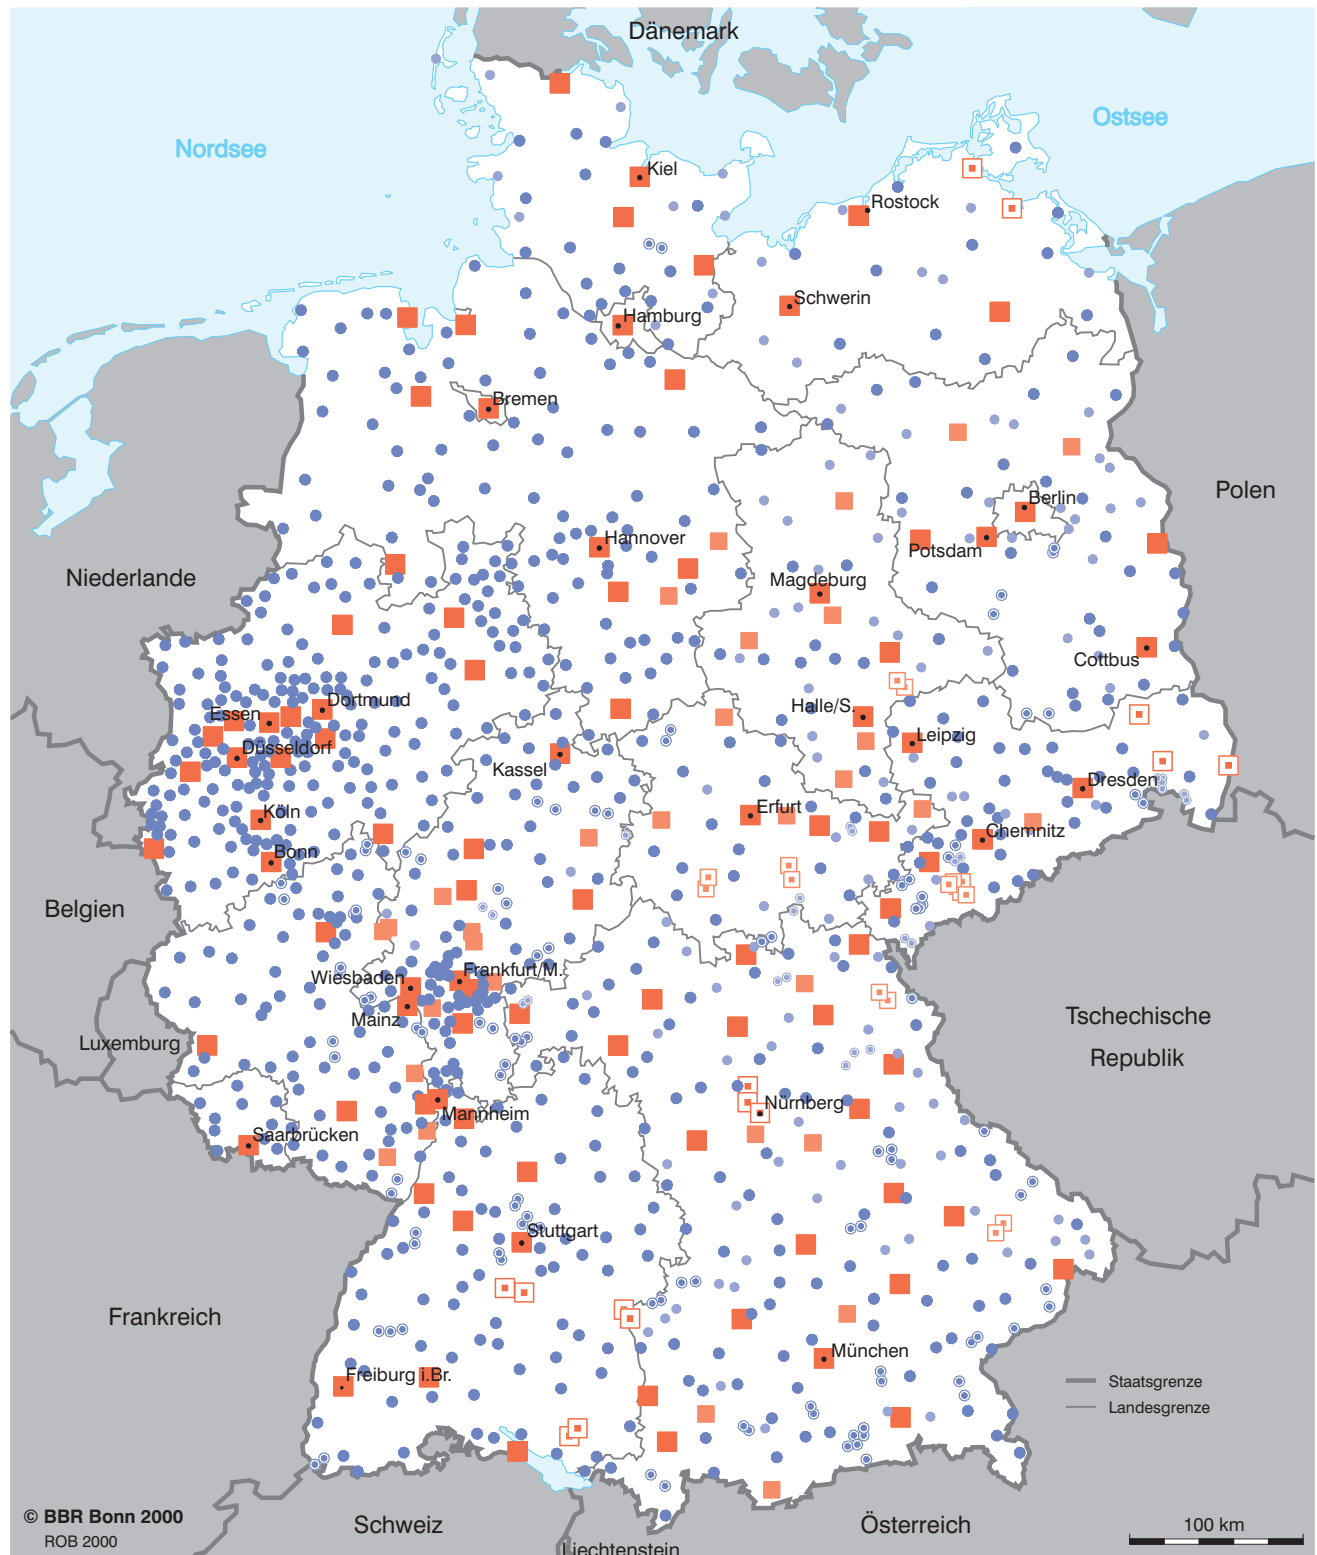 Dänemark
Nordsee
Ostsee
Kiel
Rostock
Schwerin
Hamburg
Bremen
Polen
Berlin
Hannover
Potsdam
Niederlande
Magdeburg
Cottbus
Dortmund
Essen
Halle/S.
Düsseldorf
Leipzig
Kassel
Dresden
Köln
Erfurt
Chemnitz
Bonn
Belgien
Wiesbaden
Frankfurt/M.
Mainz
Tschechische
Republik
Luxemburg
Nürnberg
Mannheim
Saarbrücken
Stuttgart
Frankreich
München
Freiburg i.Br.
Staatsgrenze
Landesgrenze
© BBR Bonn 2000
ROB 2000
Schweiz
Österreich
100 km
Liechtenstein